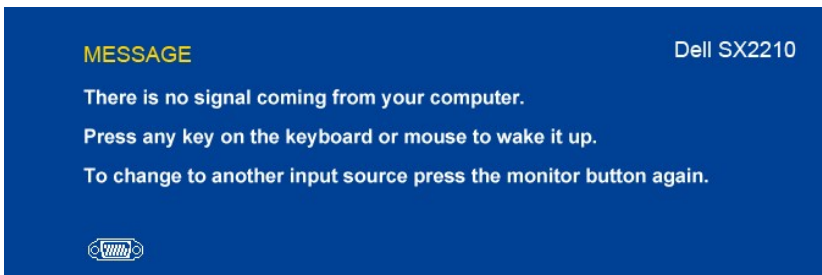 MESSAGE
Dell SX2210
There is no signal coming from your computer.
Press any key on the keyboard or mouse to wake it up.
To change to another input source press the monitor button again.